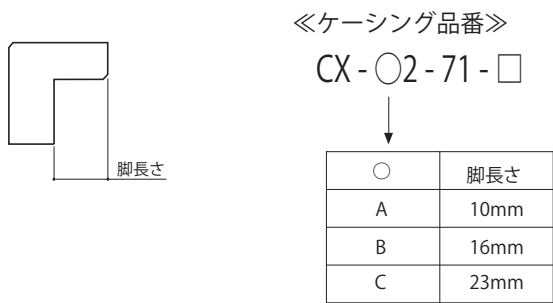 ≪ケーシング品番≫
CX - ○2 - 71 - □
脚長さ
○ 脚長さ
A 10mm
B 16mm
C 23mm